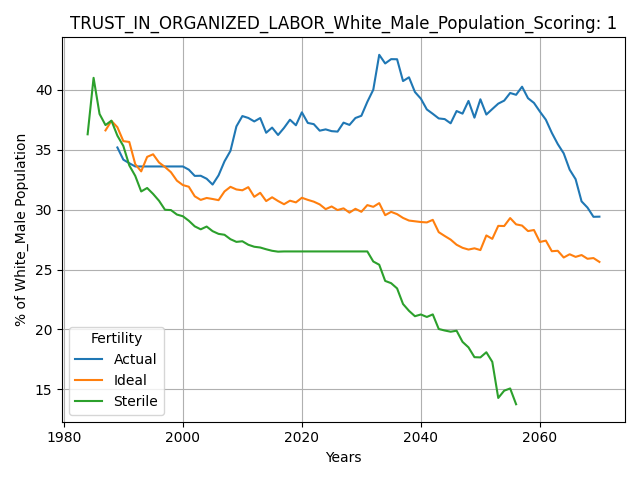 TRUST_IN_ORGANIZED_LABOR_White_Male_Population_Scoring: 1
% of White_Male Population
40
35
30
25
20
15
Fertility
Actual
Ideal
Sterile
1980
2000
2020
2040
2060
Years